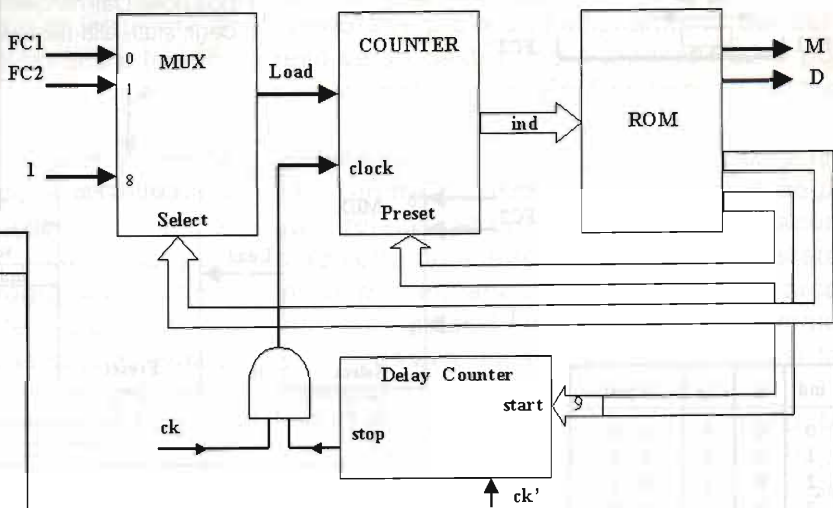 FC1
FC2
1
0
1
8
MUX
Select
Load
COUNTER
clock
Preset
ind
ROM
M
D
Delay Counter
start
9
stop
ck
ck'